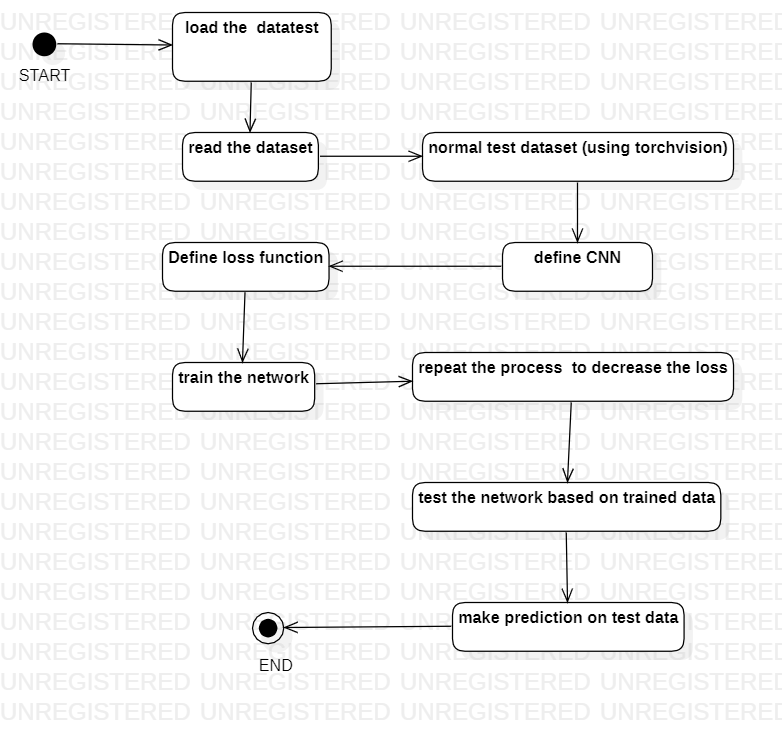 load the  datatest
START
read the dataset
normal test dataset (using torchvision)
Define loss function
define CNN
train the network
repeat the process  to decrease the loss
test the network based on trained data
make prediction on test data
END
UNREGISTERED